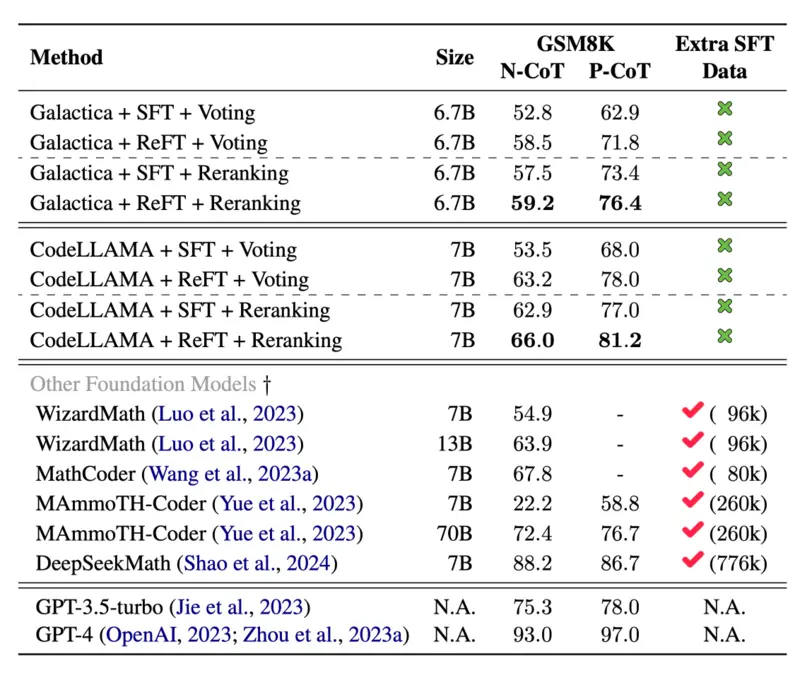 Method Size GSM8K Extra SFT
N-CoT P-CoT Data
Galactica + SFT + Voting 6.7B 52.8 62.9 ✖
Galactica + ReFT + Voting 6.7B 58.5 71.8 ✖
Galactica + SFT + Reranking 6.7B 57.5 73.4 ✖
Galactica + ReFT + Reranking 6.7B 59.2 76.4 ✖
CodeLLAMA + SFT + Voting 7B 53.5 68.0 ✖
CodeLLAMA + ReFT + Voting 7B 63.2 78.0 ✖
CodeLLAMA + SFT + Reranking 7B 62.9 77.0 ✖
CodeLLAMA + ReFT + Reranking 7B 66.0 81.2 ✖
Other Foundation Models †
WizardMath (Luo et al., 2023) 7B 54.9 - ✔ ( 96k)
WizardMath (Luo et al., 2023) 13B 63.9 - ✔ ( 96k)
MathCoder (Wang et al., 2023a) 7B 67.8 - ✔ ( 80k)
MAmmoTH-Coder (Yue et al., 2023) 7B 22.2 58.8 ✔ (260k)
MAmmoTH-Coder (Yue et al., 2023) 70B 72.4 76.7 ✔ (260k)
DeepSeekMath (Shao et al., 2024) 7B 88.2 86.7 ✔ (776k)
GPT-3.5-turbo (Jie et al., 2023) N.A. 75.3 78.0 N.A.
GPT-4 (OpenAI, 2023; Zhou et al., 2023a) N.A. 93.0 97.0 N.A.